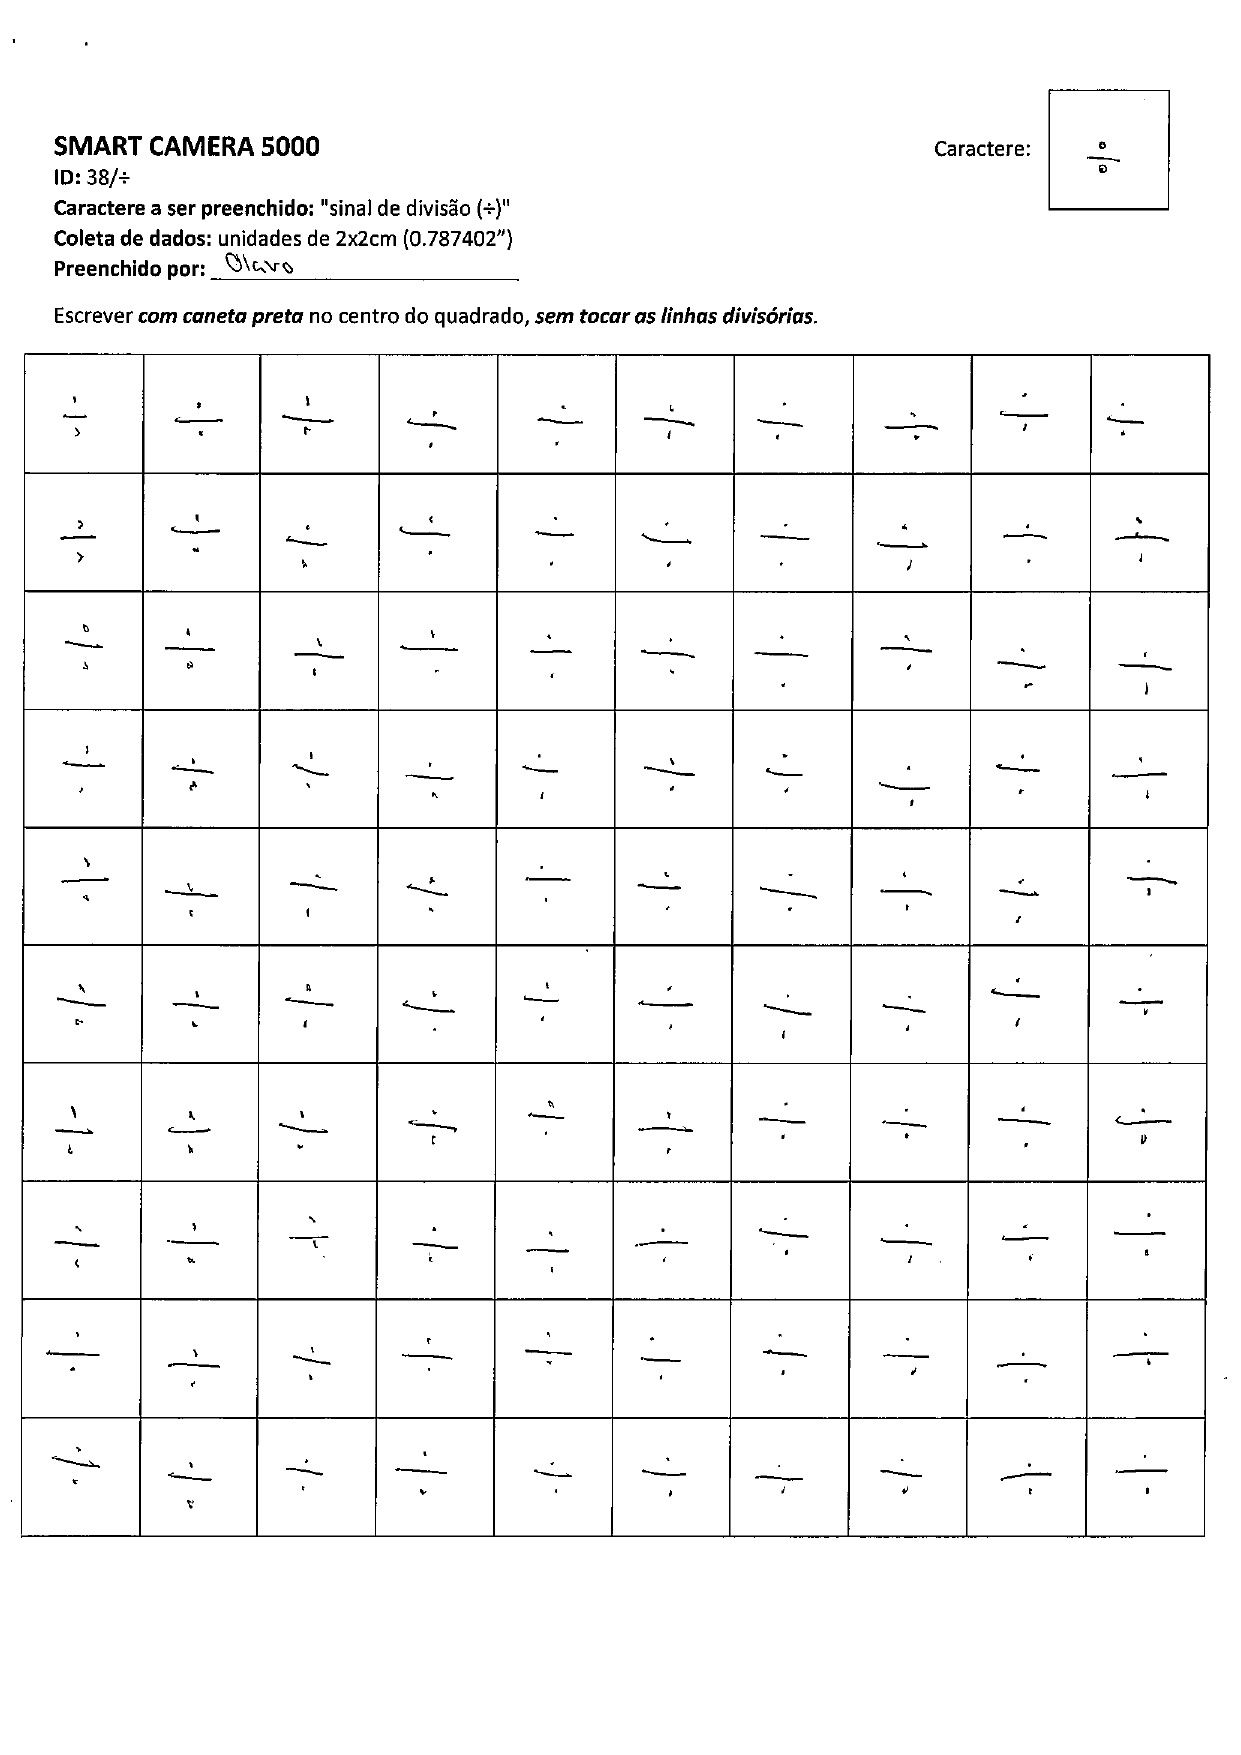 SMART CAMERA 5000
Caractere: ÷
ID: 38/÷
Caractere a ser preenchido: "sinal de divisão (÷)"
Coleta de dados: unidades de 2x2cm (0.787402")
Preenchido por: Olavo
Escrever com caneta preta no centro do quadrado, sem tocar as linhas divisórias.
÷ ÷ ÷ ÷ ÷ ÷ ÷ ÷ ÷ ÷
÷ ÷ ÷ ÷ ÷ ÷ ÷ ÷ ÷ ÷
÷ ÷ ÷ ÷ ÷ ÷ ÷ ÷ ÷ ÷
÷ ÷ ÷ ÷ ÷ ÷ ÷ ÷ ÷ ÷
÷ ÷ ÷ ÷ ÷ ÷ ÷ ÷ ÷ ÷
÷ ÷ ÷ ÷ ÷ ÷ ÷ ÷ ÷ ÷
÷ ÷ ÷ ÷ ÷ ÷ ÷ ÷ ÷ ÷
÷ ÷ ÷ ÷ ÷ ÷ ÷ ÷ ÷ ÷
÷ ÷ ÷ ÷ ÷ ÷ ÷ ÷ ÷ ÷
÷ ÷ ÷ ÷ ÷ ÷ ÷ ÷ ÷ ÷